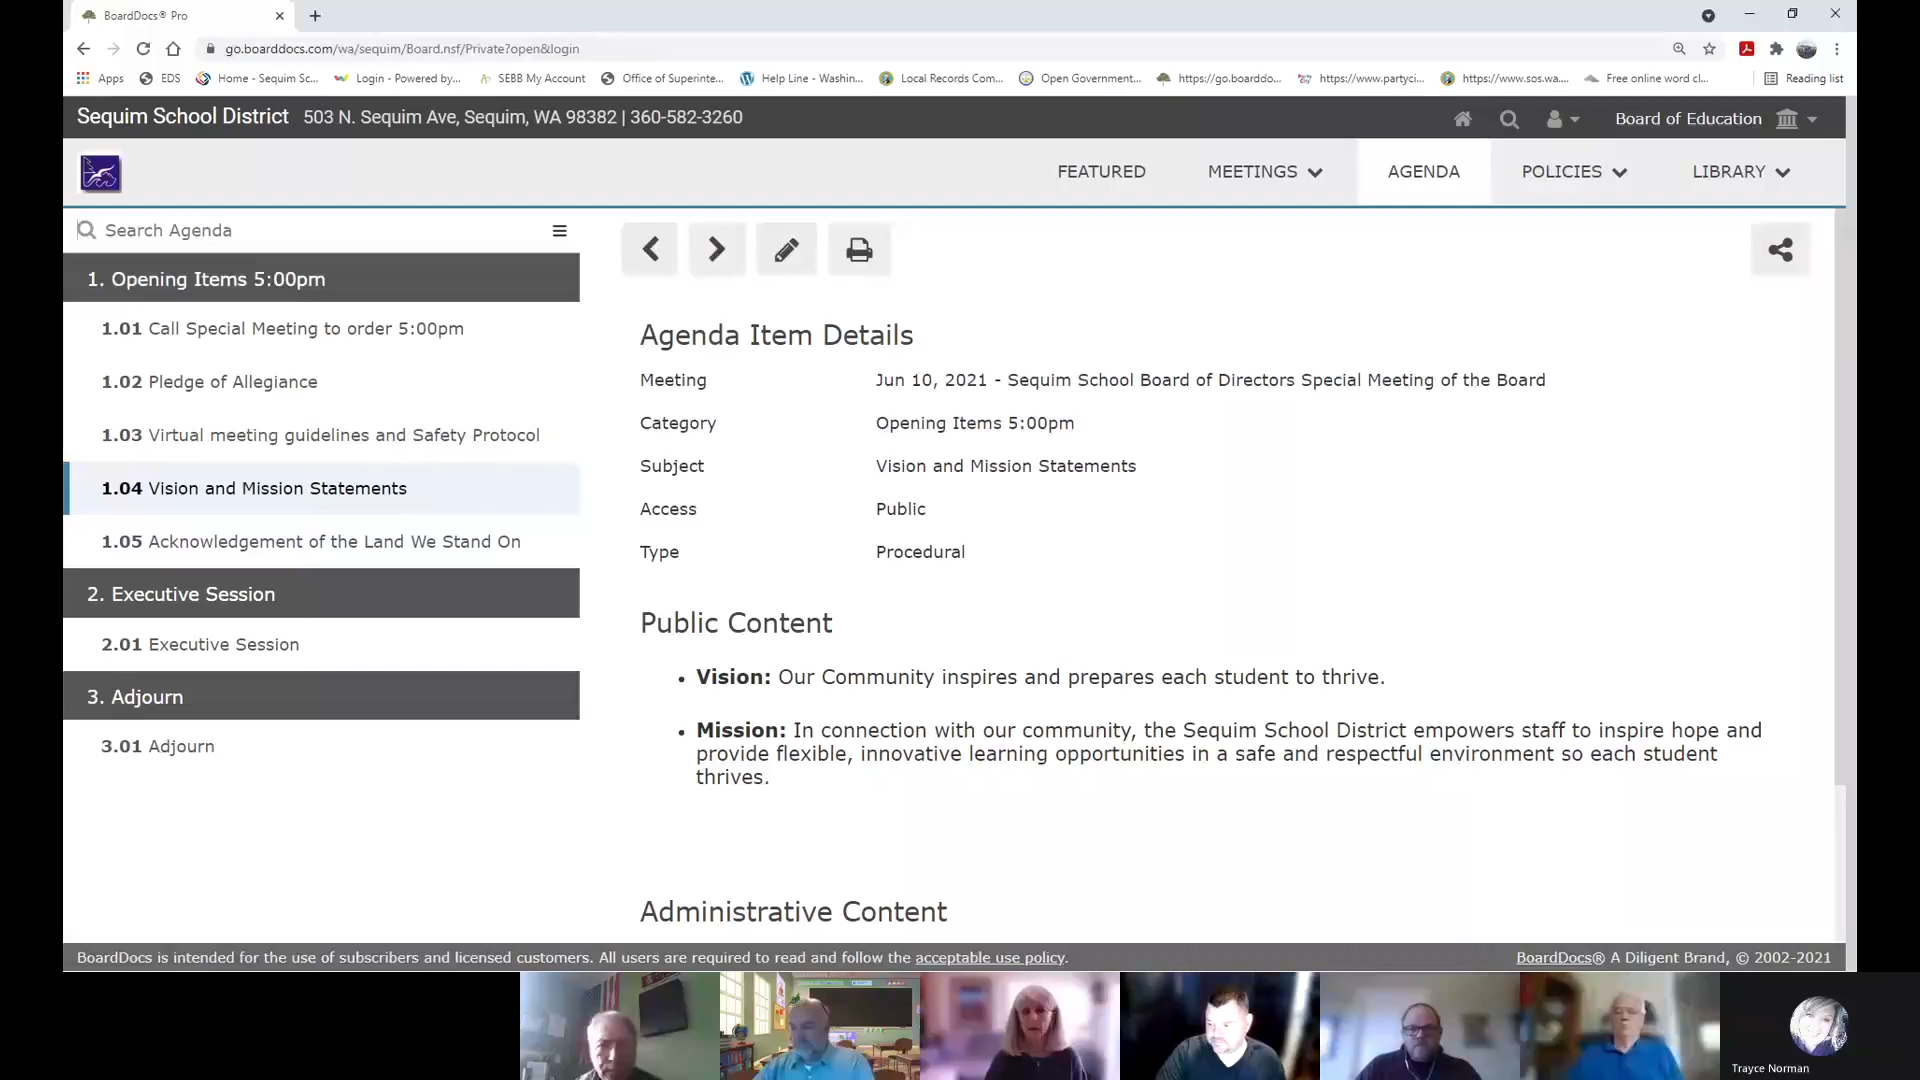 BoardDocs® Pro
go.boarddocs.com/wa/sequim/Board.nsf/Private?open&login
Apps EDS Home - Sequim Sc... Login - Powered by... SEBB My Account Office of Superinte... Help Line - Washin... Local Records Com... Open Government... https://go.boarddo... https://www.partyci... https://www.sos.wa.... Free online word cl... Reading list
Sequim School District 503 N. Sequim Ave, Sequim, WA 98382 | 360-582-3260 Board of Education
FEATURED MEETINGS AGENDA POLICIES LIBRARY
Search Agenda
1. Opening Items 5:00pm
1.01 Call Special Meeting to order 5:00pm
1.02 Pledge of Allegiance
1.03 Virtual meeting guidelines and Safety Protocol
1.04 Vision and Mission Statements
1.05 Acknowledgement of the Land We Stand On
2. Executive Session
2.01 Executive Session
3. Adjourn
3.01 Adjourn
Agenda Item Details
Meeting Jun 10, 2021 - Sequim School Board of Directors Special Meeting of the Board
Category Opening Items 5:00pm
Subject Vision and Mission Statements
Access Public
Type Procedural
Public Content
• Vision: Our Community inspires and prepares each student to thrive.
• Mission: In connection with our community, the Sequim School District empowers staff to inspire hope and
provide flexible, innovative learning opportunities in a safe and respectful environment so each student
thrives.
Administrative Content
BoardDocs is intended for the use of subscribers and licensed customers. All users are required to read and follow the acceptable use policy. BoardDocs® A Diligent Brand, © 2002-2021
Trayce Norman